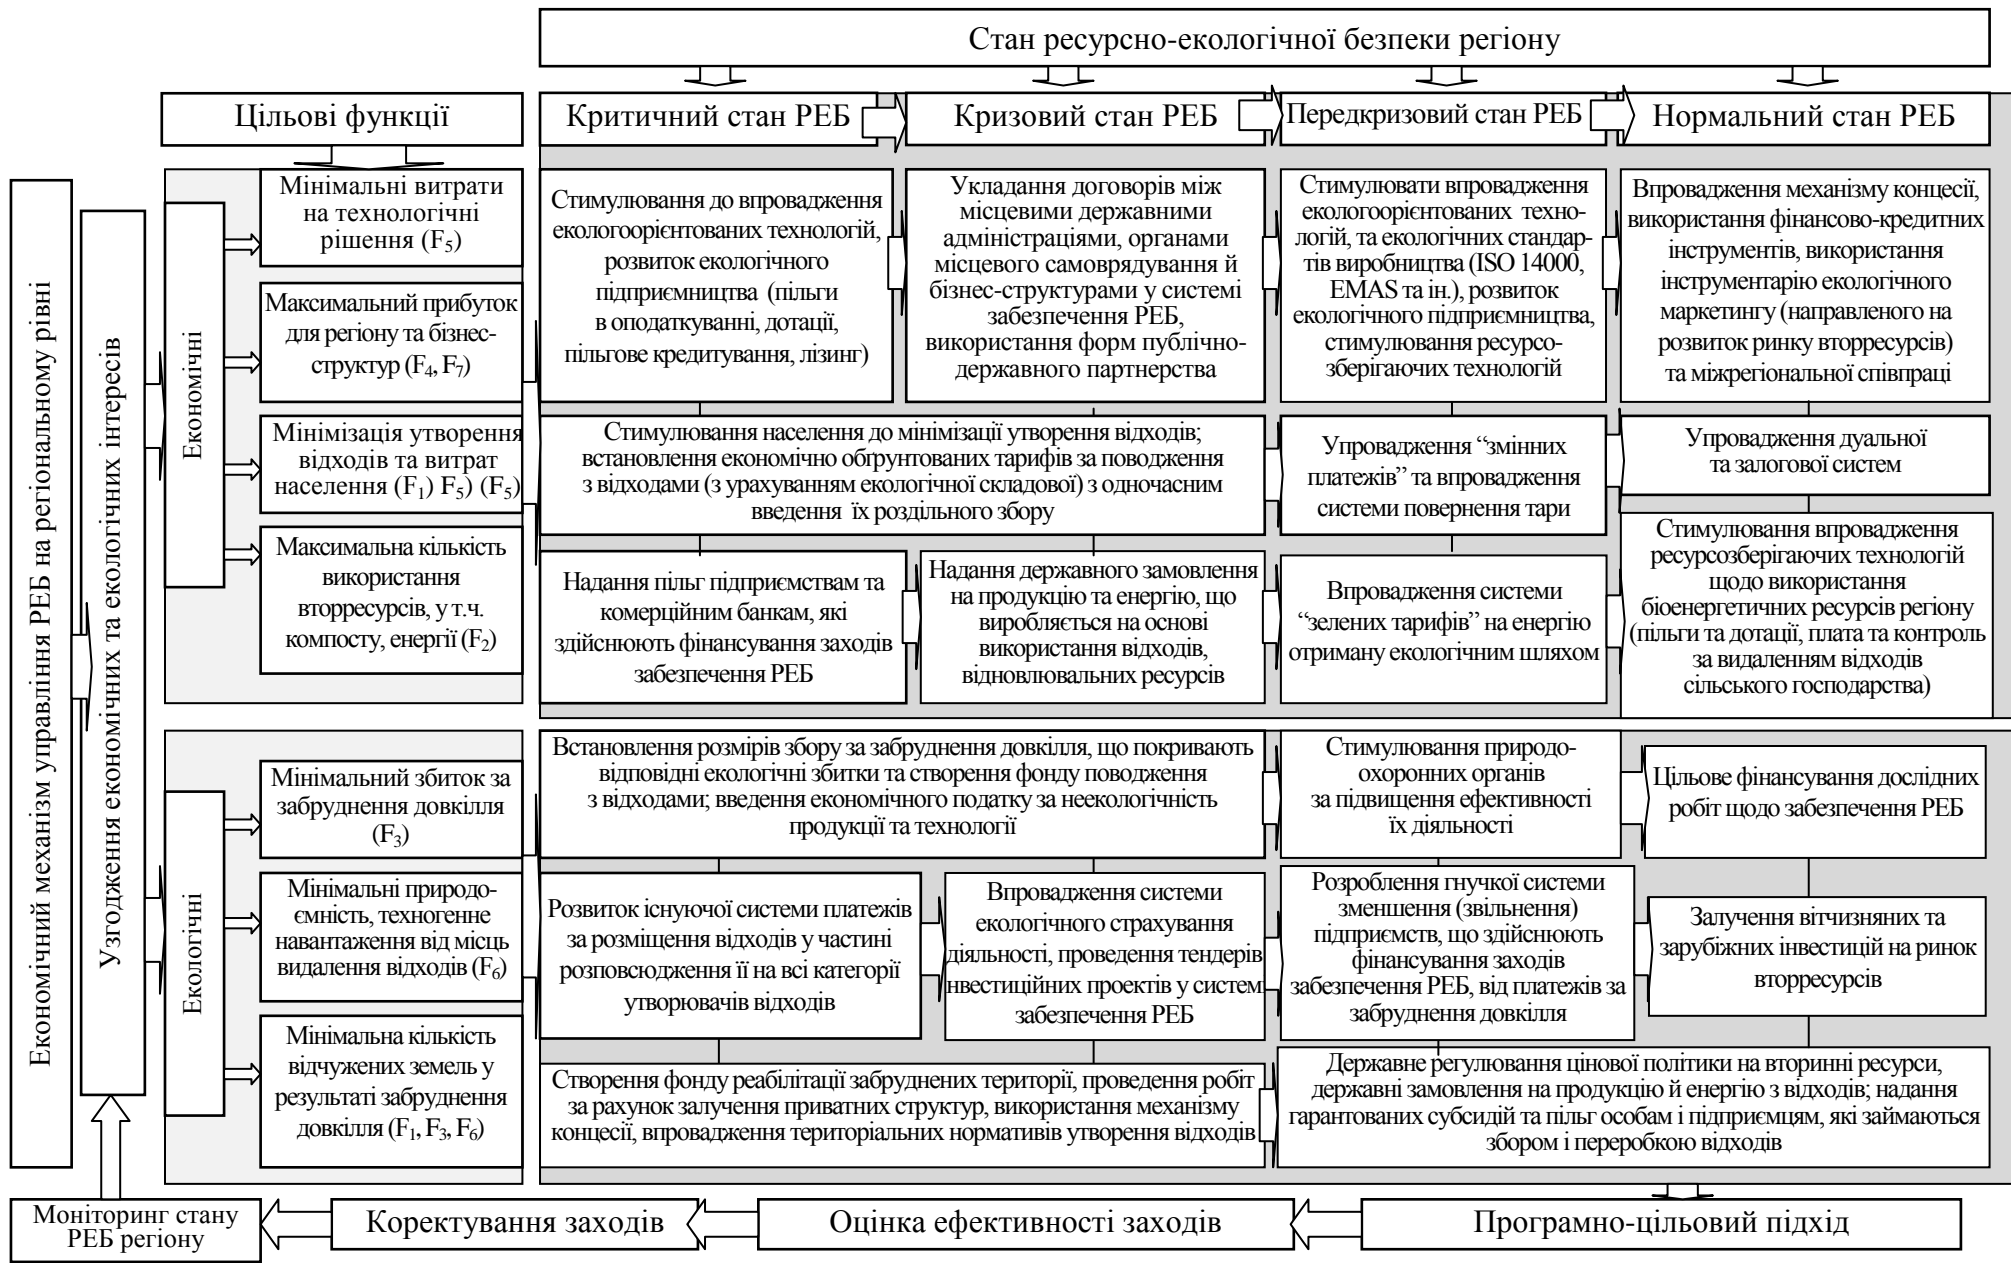 Стан ресурсно-екологічної безпеки регіону
Цільові функції
Критичний стан РЕБ
Кризовий стан РЕБ
Передкризовий стан РЕБ
Нормальний стан РЕБ
Економічний механізм управління РЕБ на регіональному рівні
Узгодження економічних та екологічних інтересів
Економічні
Мінімальні витрати
на технологічні
рішення (F₅)
Максимальний прибуток
для регіону та бізнес-
структур (F₄, F₇)
Мінімізація утворення
відходів та витрат
населення (F₁) F₅) (F₅)
Максимальна кількість
використання
вторресурсів, у т.ч.
компосту, енергії (F₂)
Стимулювання до впровадження
екологоорієнтованих технологій,
розвиток екологічного
підприємництва (пільги
в оподаткуванні, дотації,
пільгове кредитування, лізинг)
Укладання договорів між
місцевими державними
адміністраціями, органами
місцевого самоврядування й
бізнес-структурами у системі
забезпечення РЕБ,
використання форм публічно-
державного партнерства
Стимулювати впровадження
екологоорієнтованих техно-
логій, та екологічних стандар-
тів виробництва (ISO 14000,
EMAS та ін.), розвиток
екологічного підприємництва,
стимулювання ресурсо-
зберігаючих технологій
Впровадження механізму концесії,
використання фінансово-кредитних
інструментів, використання
інструментарію екологічного
маркетингу (направленого на
розвиток ринку вторресурсів)
та міжрегіональної співпраці
Стимулювання населення до мінімізації утворення відходів;
встановлення економічно обґрунтованих тарифів за поводження
з відходами (з урахуванням екологічної складової) з одночасним
введення їх роздільного збору
Упровадження “змінних
платежів” та впровадження
системи повернення тари
Упровадження дуальної
та залогової систем
Надання пільг підприємствам та
комерційним банкам, які
здійснюють фінансування заходів
забезпечення РЕБ
Надання державного замовлення
на продукцію та енергію, що
виробляється на основі
використання відходів,
відновлювальних ресурсів
Впровадження системи
“зелених тарифів” на енергію
отриману екологічним шляхом
Стимулювання впровадження
ресурсозберігаючих технологій
щодо використання
біоенергетичних ресурсів регіону
(пільги та дотації, плата та контроль
за видаленням відходів
сільського господарства)
Екологічні
Мінімальний збиток за
забруднення довкілля
(F₃)
Мінімальні природо-
ємність, техногенне
навантаження від місць
видалення відходів (F₆)
Мінімальна кількість
відчужених земель у
результаті забруднення
довкілля (F₁, F₃, F₆)
Встановлення розмірів збору за забруднення довкілля, що покривають
відповідні екологічні збитки та створення фонду поводження
з відходами; введення економічного податку за неекологічність
продукції та технології
Стимулювання природо-
охоронних органів
за підвищення ефективності
їх діяльності
Цільове фінансування дослідних
робіт щодо забезпечення РЕБ
Розвиток існуючої системи платежів
за розміщення відходів у частині
розповсюдження її на всі категорії
утворювачів відходів
Впровадження системи
екологічного страхування
діяльності, проведення тендерів
нвестиційних проектів у систем
забезпечення РЕБ
Розроблення гнучкої системи
зменшення (звільнення)
підприємств, що здійснюють
фінансування заходів
забезпечення РЕБ, від платежів за
забруднення довкілля
Залучення вітчизняних та
зарубіжних інвестицій на ринок
вторресурсів
Створення фонду реабілітації забруднених території, проведення робіт
за рахунок залучення приватних структур, використання механізму
концесії, впровадження територіальних нормативів утворення відходів
Державне регулювання цінової політики на вторинні ресурси,
державні замовлення на продукцію й енергію з відходів; надання
гарантованих субсидій та пільг особам і підприємцям, які займаються
збором і переробкою відходів
Моніторинг стану
РЕБ регіону
Коректування заходів
Оцінка ефективності заходів
Програмно-цільовий підхід